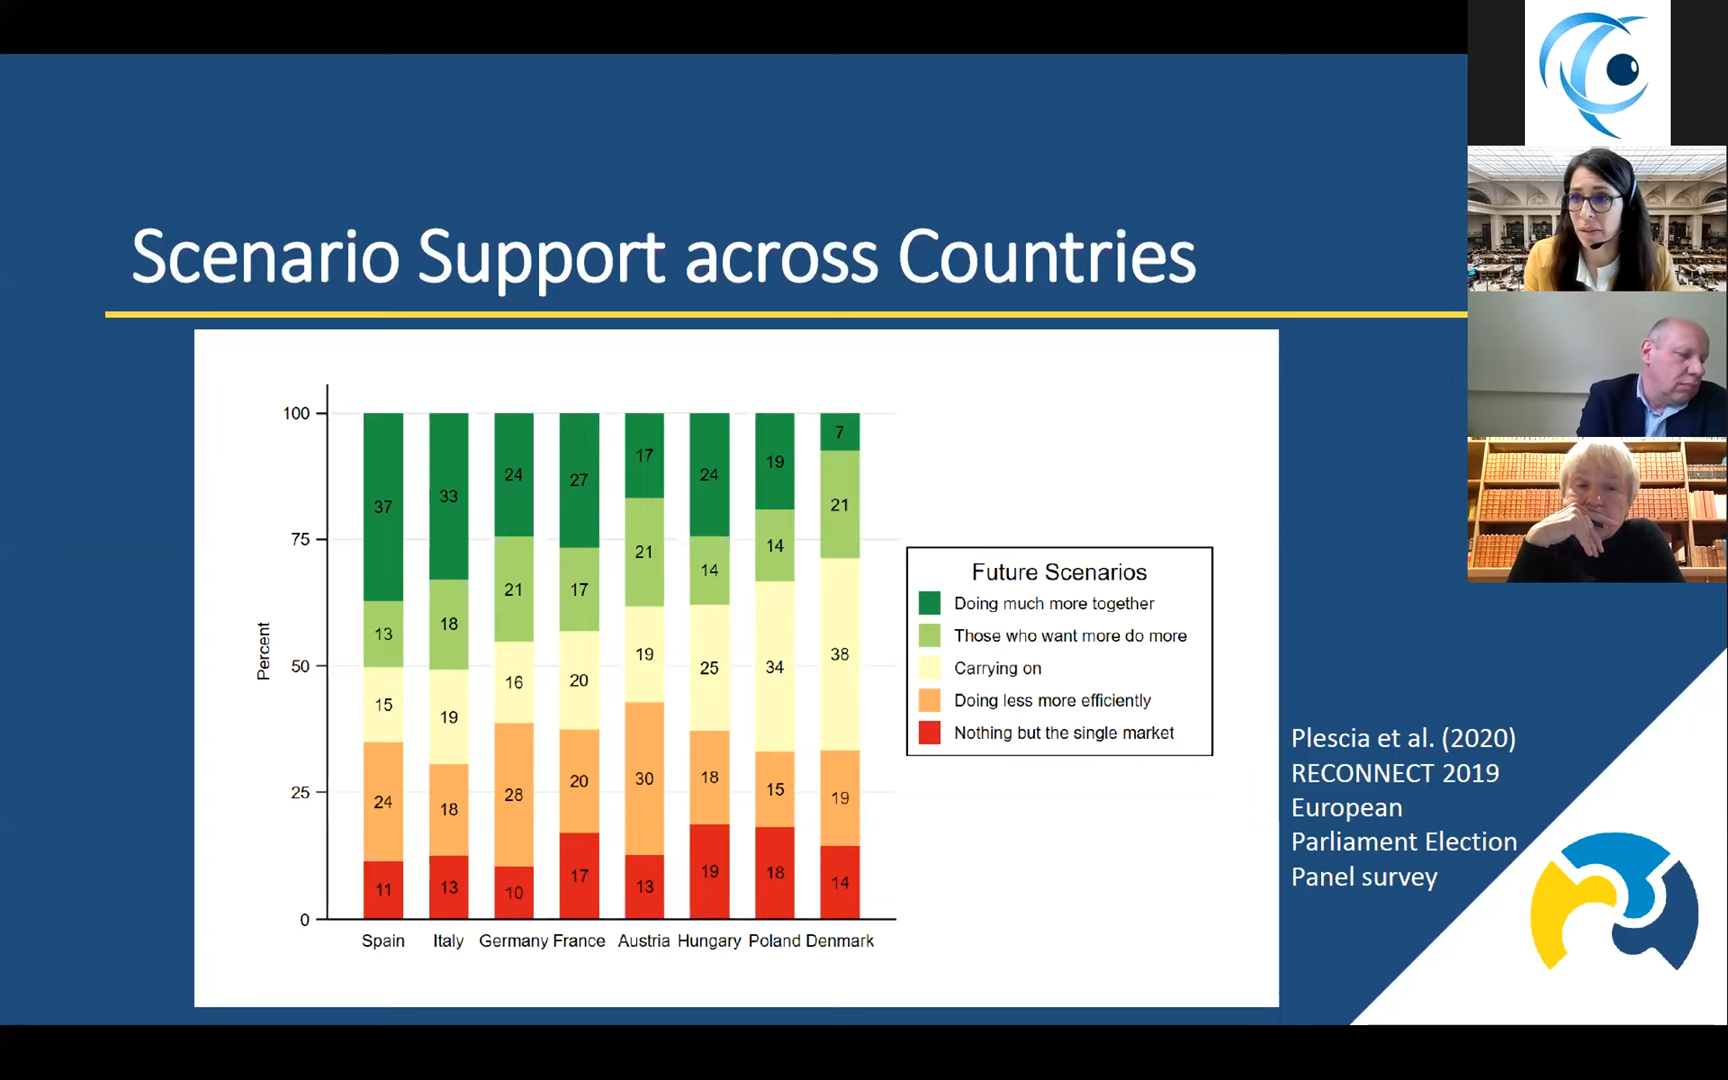 Scenario Support across Countries
100
75
50
25
0
Percent
37 33 24 27 17 24 19 7
13 18 21 17 21 14 14 21
15 19 16 20 19 25 34 38
24 18 28 20 30 18 15 19
11 13 10 17 13 19 18 14
Spain Italy Germany France Austria Hungary Poland Denmark
Future Scenarios
Doing much more together
Those who want more do more
Carrying on
Doing less more efficiently
Nothing but the single market
Plescia et al. (2020)
RECONNECT 2019
European
Parliament Election
Panel survey